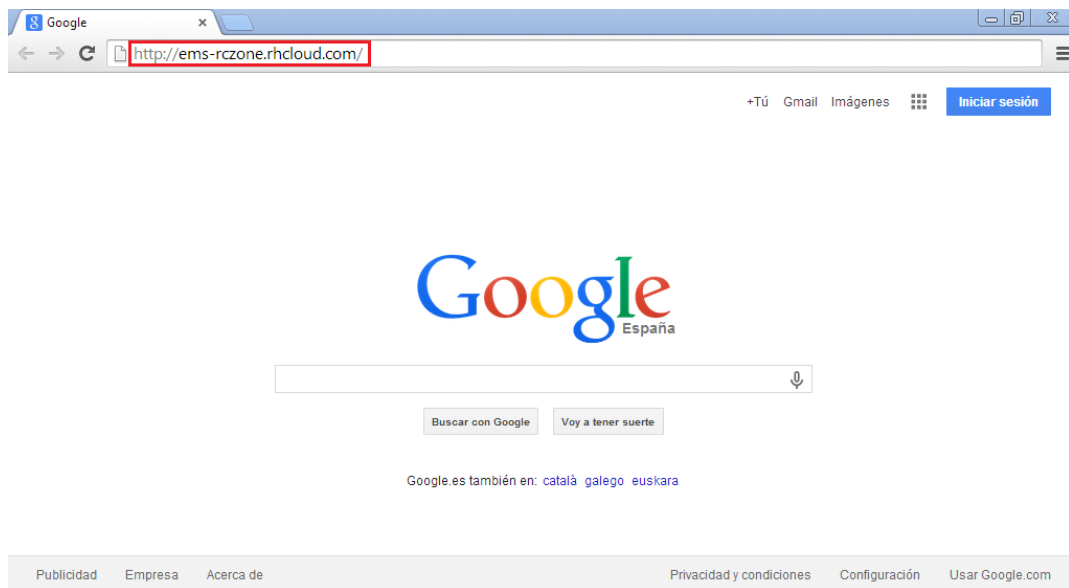 Google
http://ems-rczone.rhcloud.com/
+Tú Gmail Imágenes Iniciar sesión
Google
España
Buscar con Google Voy a tener suerte
Google.es también en: català galego euskara
Publicidad Empresa Acerca de Privacidad y condiciones Configuración Usar Google.com